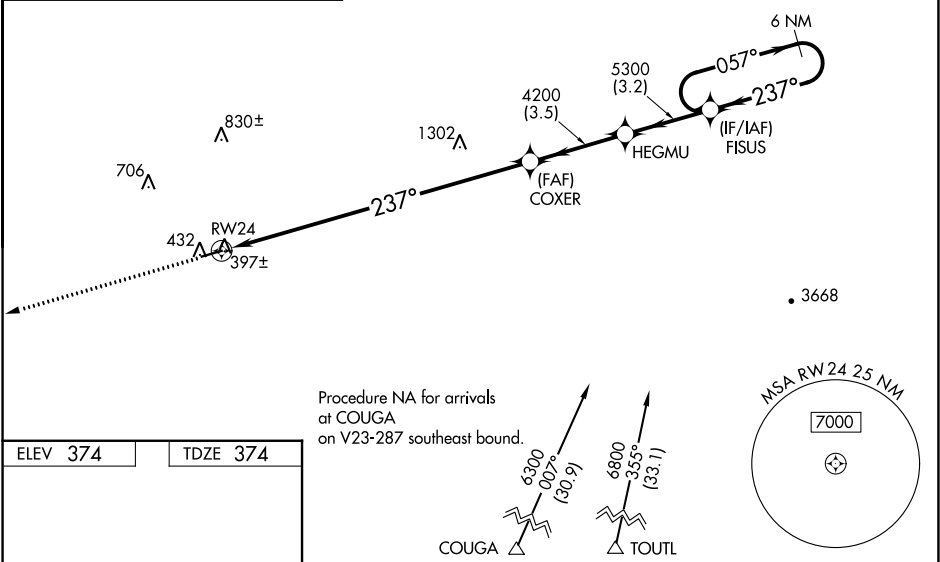 6 NM
057°
237°
5300
(3.2)
4200
(3.5)
830±
1302
(IF/IAF)
FISUS
HEGMU
(FAF)
COXER
706
237°
RW24
432
397±
3668
MSA RW24 25 NM
7000
Procedure NA for arrivals
at COUGA
on V23-287 southeast bound.
ELEV 374
TDZE 374
6300
007°
(30.9)
6800
355°
(33.1)
COUGA
TOUTL